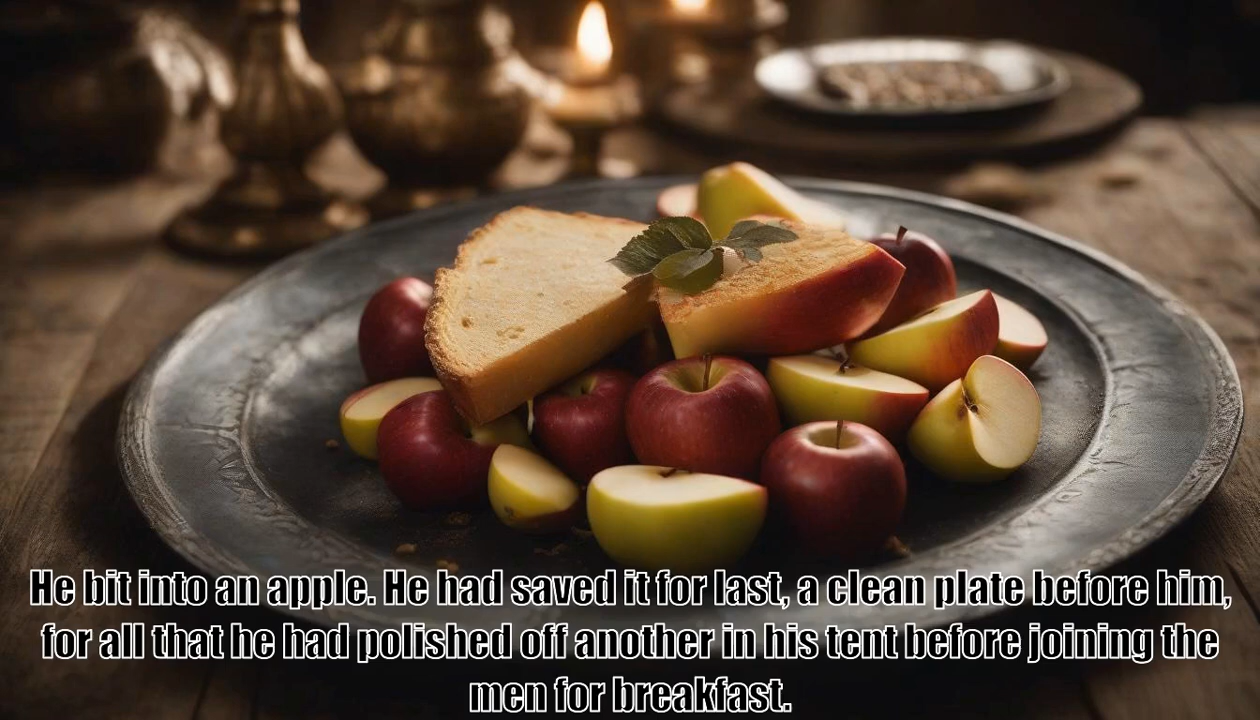 He bit into an apple. He had saved it for last, a clean plate before him,
for all that he had polished off another in his tent before joining the
men for breakfast.